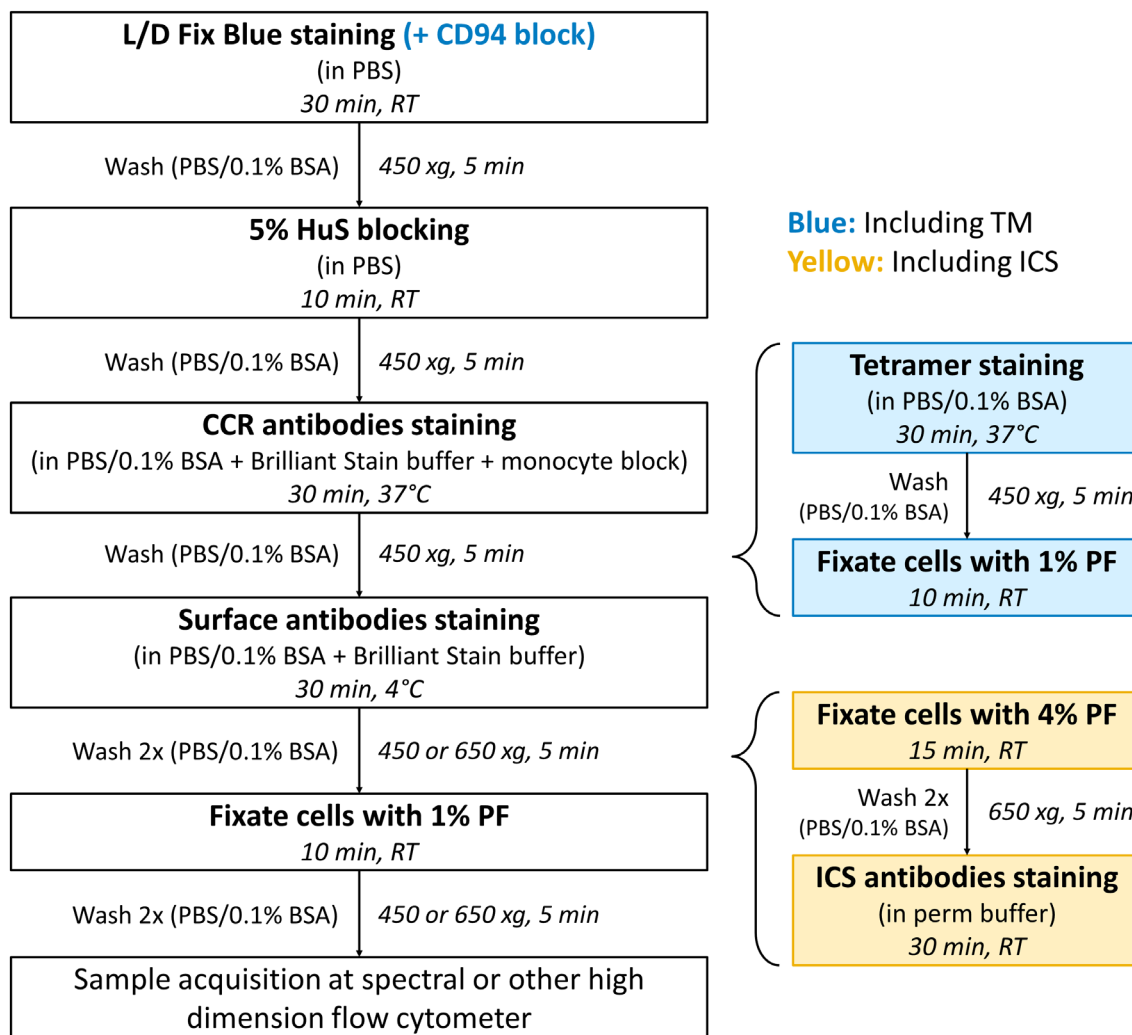 L/D Fix Blue staining (+ CD94 block)
(in PBS)
30 min, RT
Wash (PBS/0.1% BSA) 450 xg, 5 min
5% HuS blocking
(in PBS)
10 min, RT
Wash (PBS/0.1% BSA) 450 xg, 5 min
CCR antibodies staining
(in PBS/0.1% BSA + Brilliant Stain buffer + monocyte block)
30 min, 37°C
Wash (PBS/0.1% BSA) 450 xg, 5 min
Surface antibodies staining
(in PBS/0.1% BSA + Brilliant Stain buffer)
30 min, 4°C
Wash 2x (PBS/0.1% BSA) 450 or 650 xg, 5 min
Fixate cells with 1% PF
10 min, RT
Wash 2x (PBS/0.1% BSA) 450 or 650 xg, 5 min
Sample acquisition at spectral or other high
dimension flow cytometer
Blue: Including TM
Yellow: Including ICS
Tetramer staining
(in PBS/0.1% BSA)
30 min, 37°C
Wash
(PBS/0.1% BSA) 450 xg, 5 min
Fixate cells with 1% PF
10 min, RT
Fixate cells with 4% PF
15 min, RT
Wash 2x
(PBS/0.1% BSA) 650 xg, 5 min
ICS antibodies staining
(in perm buffer)
30 min, RT